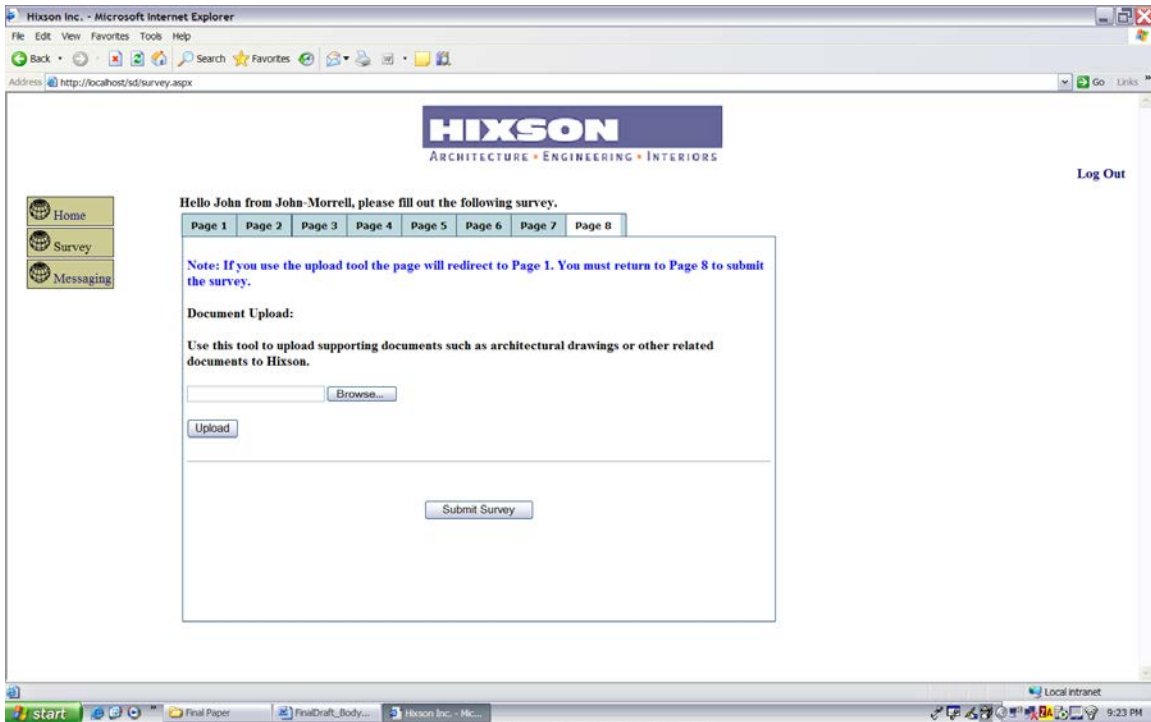 Hixson Inc. - Microsoft Internet Explorer
File Edit View Favorites Tools Help
Back Search Favorites
Address http://localhost/sd/survey.aspx Go Links »
HIXSON
ARCHITECTURE • ENGINEERING • INTERIORS
Log Out
Hello John from John-Morrell, please fill out the following survey.
Home
Survey
Messaging
Page 1 Page 2 Page 3 Page 4 Page 5 Page 6 Page 7 Page 8
Note: If you use the upload tool the page will redirect to Page 1. You must return to Page 8 to submit
the survey.
Document Upload:
Use this tool to upload supporting documents such as architectural drawings or other related
documents to Hixson.
Browse...
Upload
Submit Survey
Local intranet
start » Final Paper FinalDraft_Body... Hixson Inc. - Mic... 9:23 PM